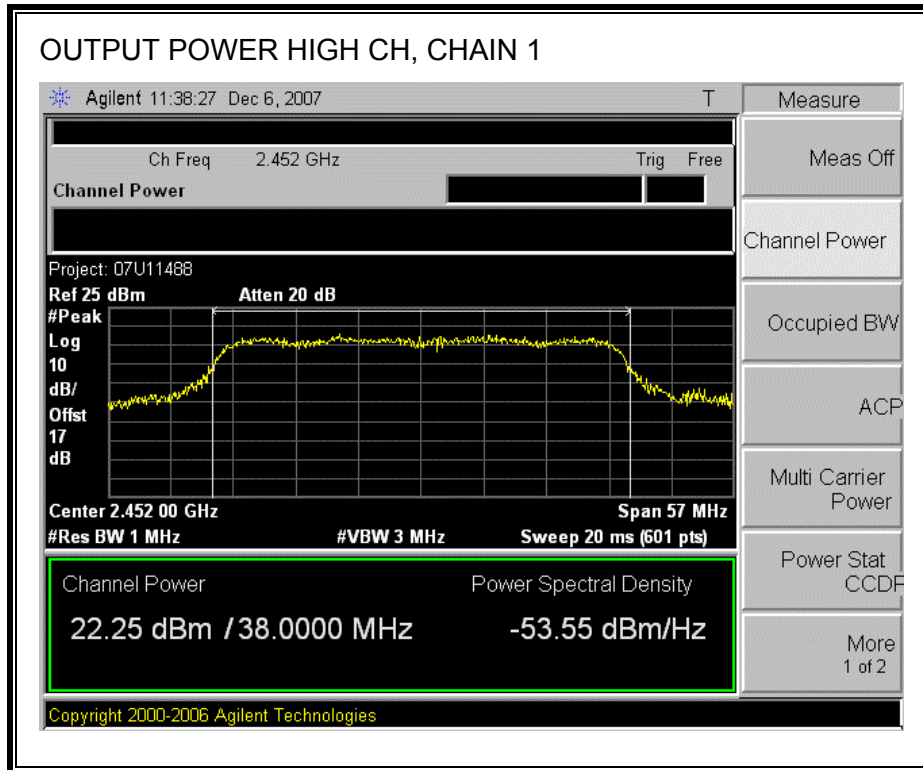 OUTPUT POWER HIGH CH, CHAIN 1
Agilent 11:38:27 Dec 6, 2007 T
Measure
Ch Freq 2.452 GHz Trig Free
Channel Power
Meas Off
Channel Power
Occupied BW
ACP
Multi Carrier
Power
Power Stat
CCDF
More
1 of 2
Project: 07U11488
Ref 25 dBm Atten 20 dB
#Peak
Log
10
dB/
Offst
17
dB
Center 2.452 00 GHz Span 57 MHz
#Res BW 1 MHz #VBW 3 MHz Sweep 20 ms (601 pts)
Channel Power Power Spectral Density
22.25 dBm / 38.0000 MHz -53.55 dBm/Hz
Copyright 2000-2006 Agilent Technologies